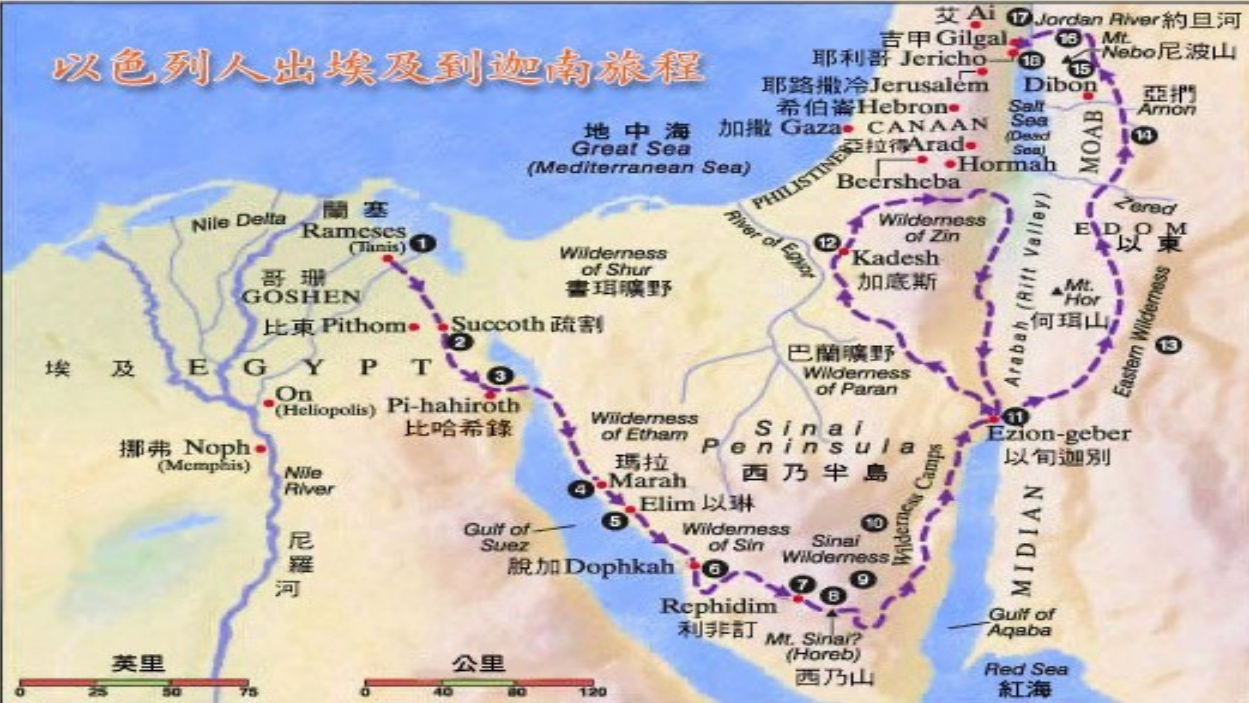 以色列人出埃及到迦南旅程
艾 Ai
17
Jordan River 約旦河
吉甲 Gilgal
16
Mt.
Nebo 尼波山
耶利哥 Jericho
18
15
耶路撒冷 Jerusalem
Dibon
亞捫
Arnon
希伯崙 Hebron
Salt
Sea
(Dead
Sea)
地中海
Great Sea
(Mediterranean Sea)
加撒 Gaza
CANAAN
MOAB
14
亞拉得 Arad
Hormah
Beersheba
PHILISTINES
Nile Delta
蘭塞
Rameses
(Tanis)
1
River of Egypt
Wilderness
of Zin
Zered
EDOM
以東
12
Kadesh
加底斯
Wilderness
of Shur
書珥曠野
哥珊
GOSHEN
Arabah (Rift Valley)
Mt.
Hor
何珥山
Eastern Wilderness
13
比東 Pithom
Succoth 疏割
2
巴蘭曠野
Wilderness
of Paran
埃及 EGYPT
3
On
(Heliopolis)
Pi-hahiroth
比哈希錄
Wilderness
of Etham
Sinai
Peninsula
西乃半島
11
Ezion-geber
以旬迦別
挪弗 Noph
(Memphis)
Nile
River
瑪拉
Marah
4
Elim 以琳
5
Wilderness Camps
MIDIAN
Gulf of
Suez
Wilderness
of Sin
10
Sinai
Wilderness
尼羅河
脫加 Dophkah
6
7
8
9
Rephidim
利非訂
Mt. Sinai?
(Horeb)
西乃山
Gulf of
Aqaba
Red Sea
紅海
英里
0 25 50 75
公里
0 40 80 120